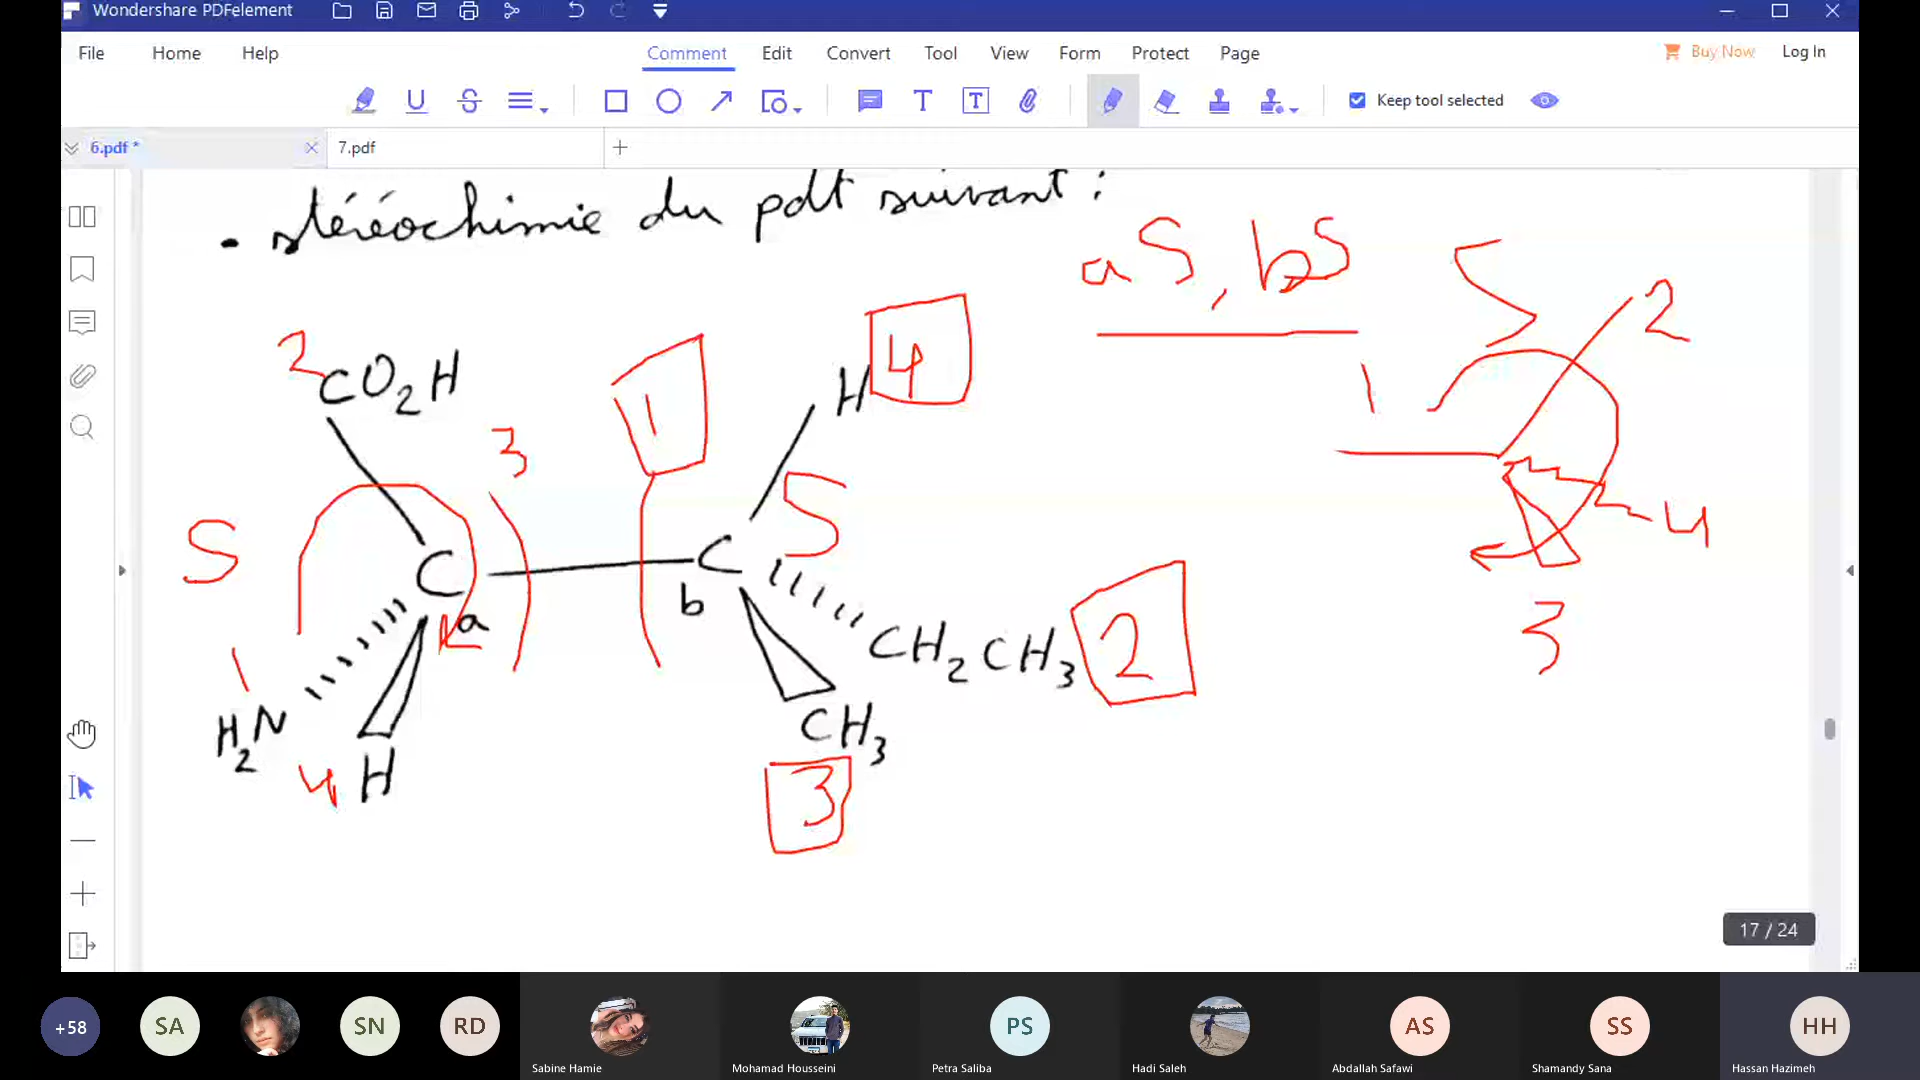 Wondershare PDFelement
File Home Help Comment Edit Convert Tool View Form Protect Page Buy Now Log In
Keep tool selected
6.pdf * 7.pdf
• stéréochimie du pdt suivant :
aS, bS
S
2
CO2H
3
1
H
4
S
1
2
4
3
S
C
a
C
b
CH2CH3
2
1
H2N
4
H
CH3
3
17 / 24
+58 SA SN RD PS AS SS HH
Sabine Hamie Mohamad Housseini Petra Saliba Hadi Saleh Abdallah Safawi Shamandy Sana Hassan Hazimeh